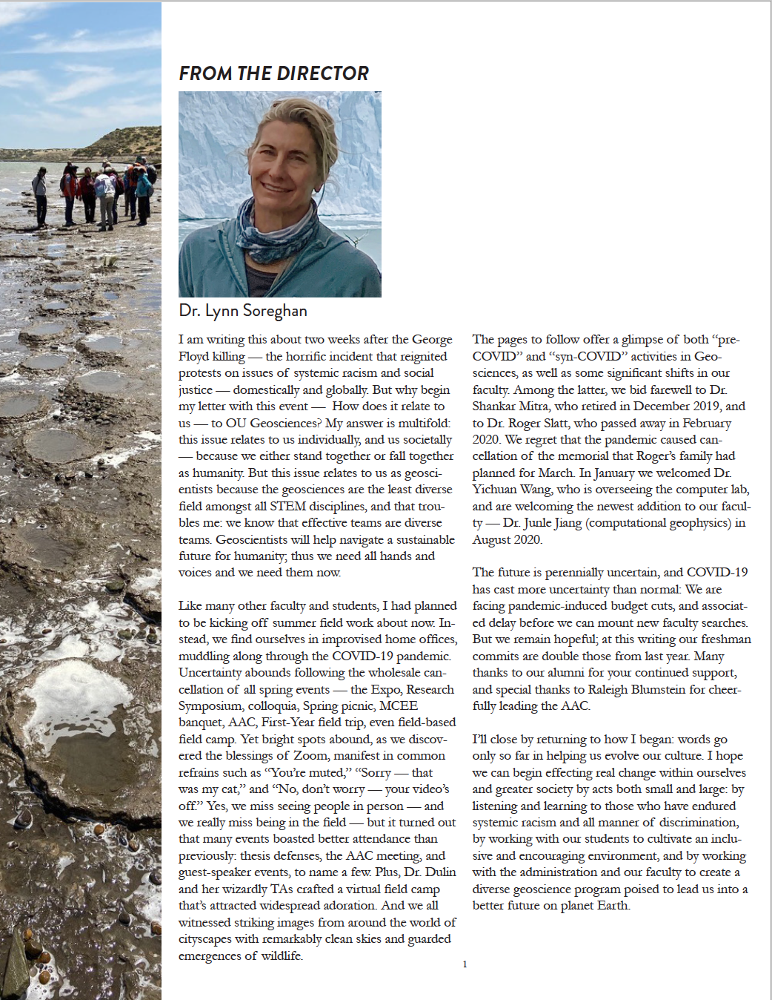 FROM THE DIRECTOR
Dr. Lynn Soreghan
I am writing this about two weeks after the George
Floyd killing — the horrific incident that reignited
protests on issues of systemic racism and social
justice — domestically and globally. But why begin
my letter with this event — How does it relate to
us — to OU Geosciences? My answer is multifold:
this issue relates to us individually, and us societally
— because we either stand together or fall together
as humanity. But this issue relates to us as geosci-
entists because the geosciences are the least diverse
field amongst all STEM disciplines, and that trou-
bles me: we know that effective teams are diverse
teams. Geoscientists will help navigate a sustainable
future for humanity; thus we need all hands and
voices and we need them now.
Like many other faculty and students, I had planned
to be kicking off summer field work about now. In-
stead, we find ourselves in improvised home offices,
muddling along through the COVID-19 pandemic.
Uncertainty abounds following the wholesale can-
cellation of all spring events — the Expo, Research
Symposium, colloquia, Spring picnic, MCEE
banquet, AAC, First-Year field trip, even field-based
field camp. Yet bright spots abound, as we discov-
ered the blessings of Zoom, manifest in common
refrains such as “You’re muted,” “Sorry — that
was my cat,” and “No, don’t worry — your video’s
off.” Yes, we miss seeing people in person — and
we really miss being in the field — but it turned out
that many events boasted better attendance than
previously: thesis defenses, the AAC meeting, and
guest-speaker events, to name a few. Plus, Dr. Dulin
and her wizardly TAs crafted a virtual field camp
that’s attracted widespread adoration. And we all
witnessed striking images from around the world of
cityscapes with remarkably clean skies and guarded
emergences of wildlife.
The pages to follow offer a glimpse of both “pre-
COVID” and “syn-COVID” activities in Geo-
sciences, as well as some significant shifts in our
faculty. Among the latter, we bid farewell to Dr.
Shankar Mitra, who retired in December 2019, and
to Dr. Roger Slatt, who passed away in February
2020. We regret that the pandemic caused can-
cellation of the memorial that Roger’s family had
planned for March. In January we welcomed Dr.
Yichuan Wang, who is overseeing the computer lab,
and are welcoming the newest addition to our facul-
ty — Dr. Junle Jiang (computational geophysics) in
August 2020.
The future is perennially uncertain, and COVID-19
has cast more uncertainty than normal: We are
facing pandemic-induced budget cuts, and associat-
ed delay before we can mount new faculty searches.
But we remain hopeful; at this writing our freshman
commits are double those from last year. Many
thanks to our alumni for your continued support,
and special thanks to Raleigh Blumstein for cheer-
fully leading the AAC.
I’ll close by returning to how I began: words go
only so far in helping us evolve our culture. I hope
we can begin effecting real change within ourselves
and greater society by acts both small and large: by
listening and learning to those who have endured
systemic racism and all manner of discrimination,
by working with our students to cultivate an inclu-
sive and encouraging environment, and by working
with the administration and our faculty to create a
diverse geoscience program poised to lead us into a
better future on planet Earth.
1